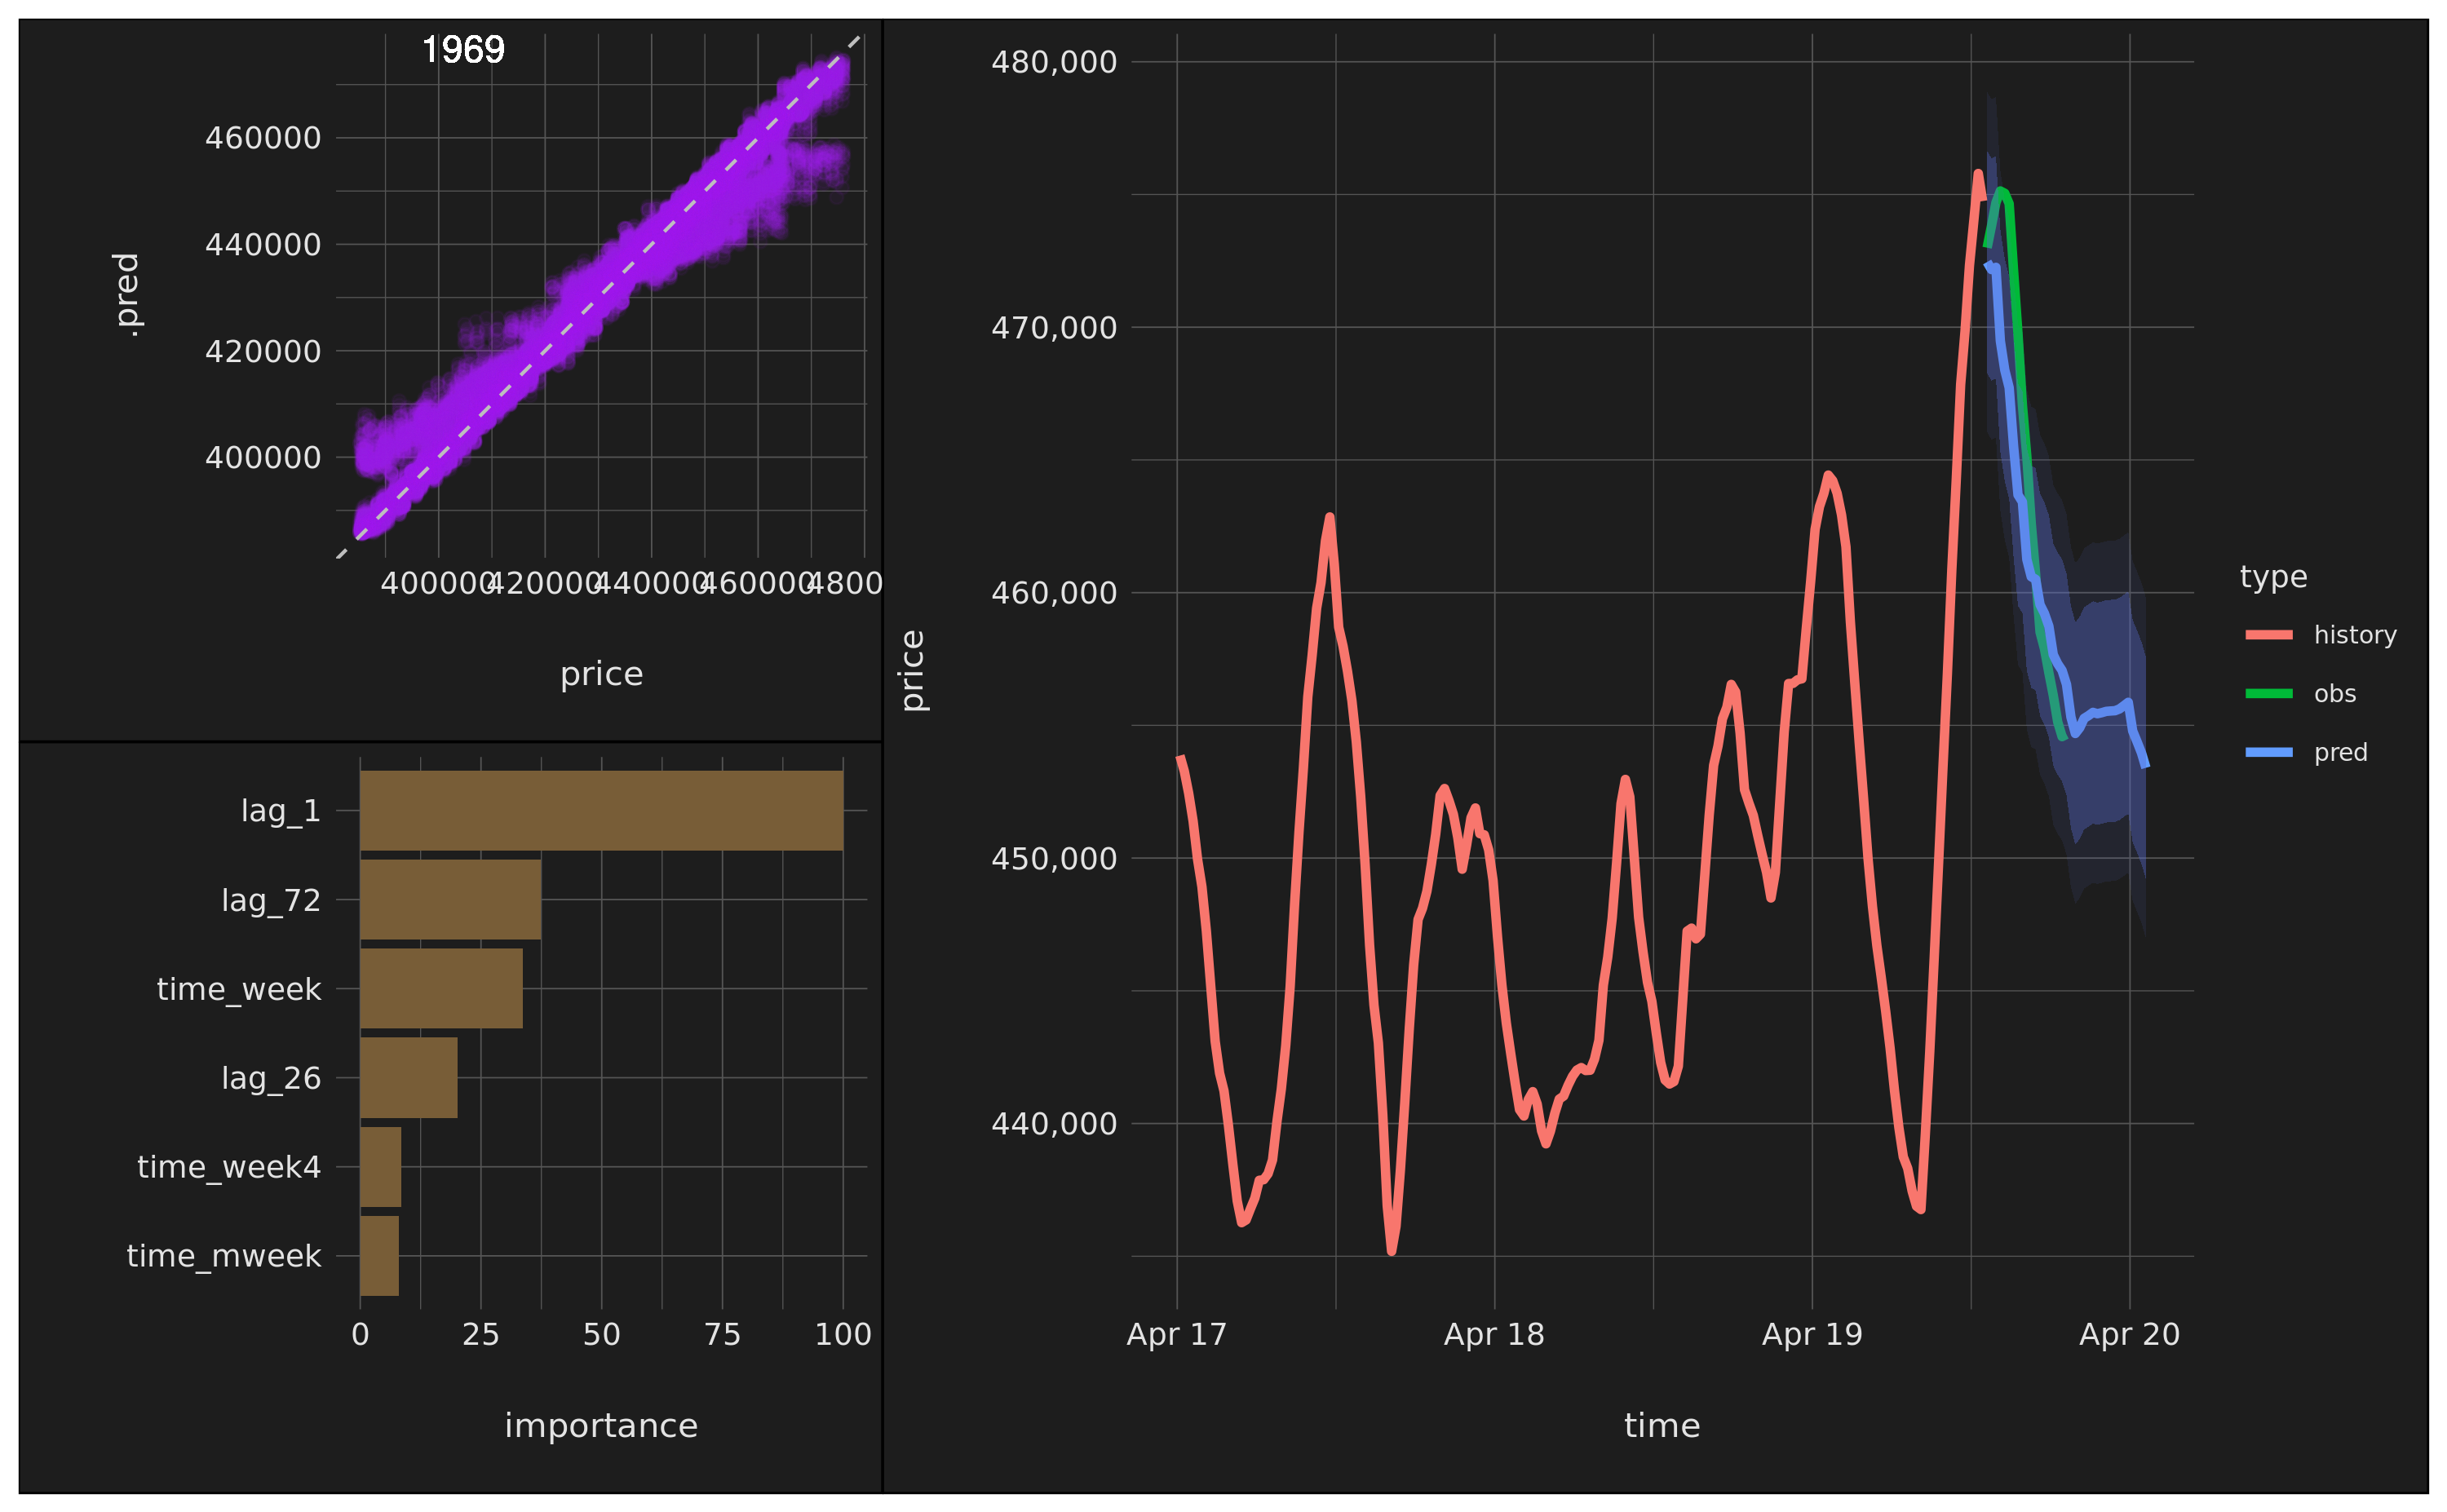 1969
460000
440000
420000
400000
.pred
400000 420000 440000 460000 4800
price
lag_1
lag_72
time_week
lag_26
time_week4
time_mweek
0 25 50 75 100
importance
480,000
470,000
460,000
450,000
440,000
price
Apr 17 Apr 18 Apr 19 Apr 20
time
type
history
obs
pred